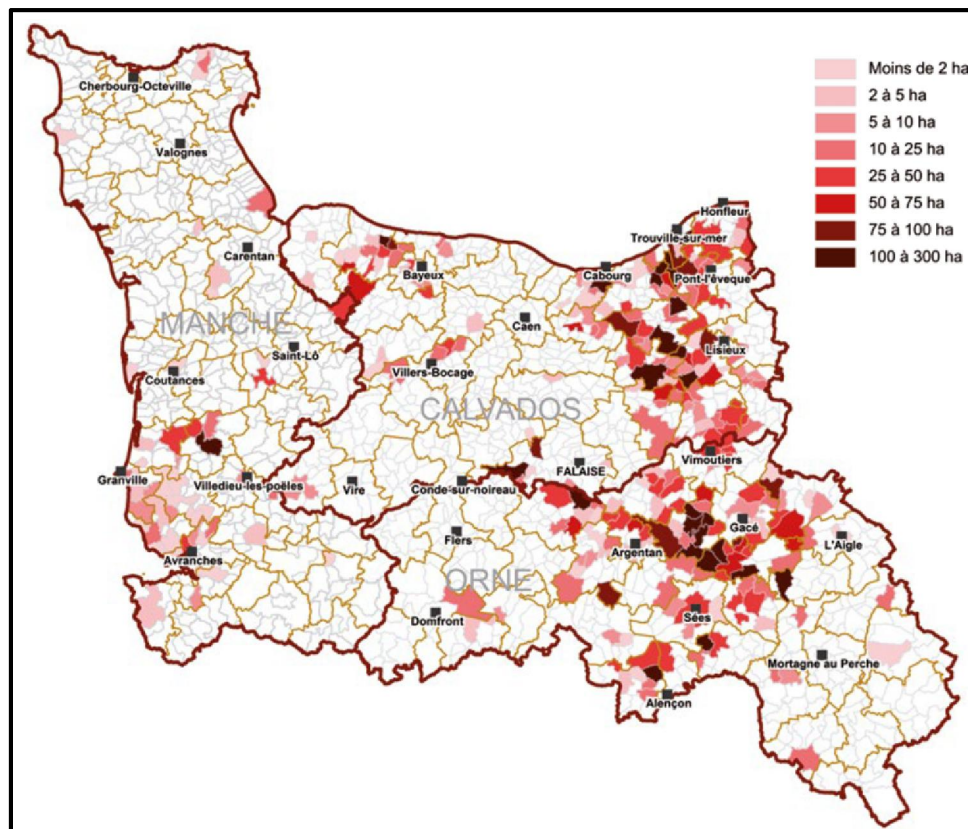 Moins de 2 ha
2 à 5 ha
5 à 10 ha
10 à 25 ha
25 à 50 ha
50 à 75 ha
75 à 100 ha
100 à 300 ha
Cherbourg-Octeville
Valognes
Honfleur
Trouville-sur-mer
Carentan
Bayeux
Cabourg
Pont-l'êveque
MANCHE
Caen
Saint-Lô
Lisieux
Coutances
Villers-Bocage
CALVADOS
Vimoutiers
Granville
Villedieu-les-poëles
Vire
Conde-sur-noireau
FALAISE
Gacé
Flers
Argentan
L'Aigle
Avranches
ORNE
Domfront
Sées
Mortagne au Perche
Alençon